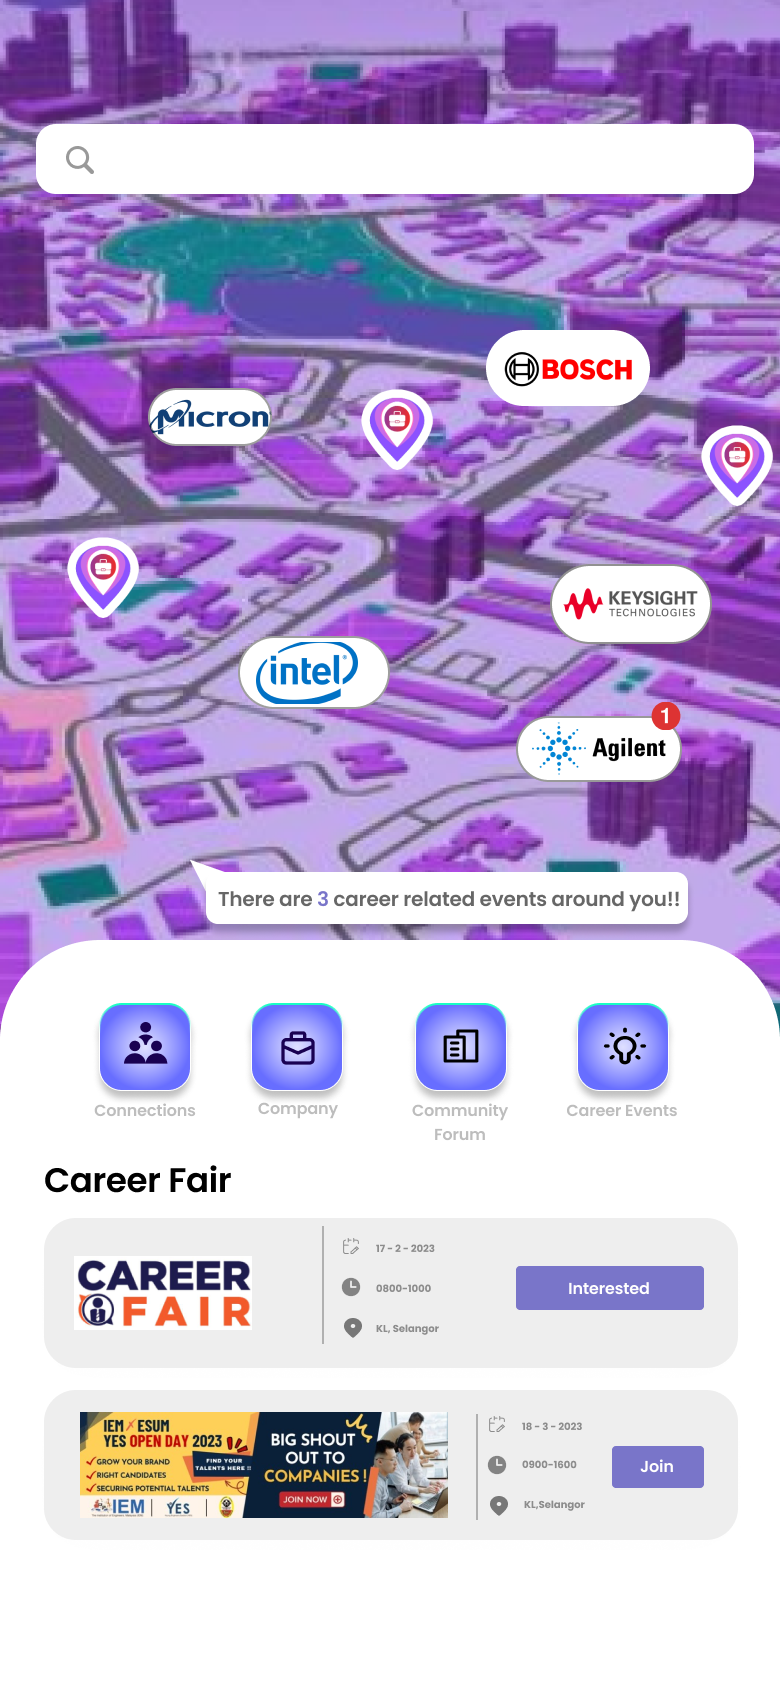 BOSCH
Micron
KEYSIGHT
TECHNOLOGIES
intel
1
Agilent
There are 3 career related events around you!!
Connections
Company
Community
Forum
Career Events
Career Fair
CAREER
FAIR
17 - 2 - 2023
0800-1000
KL, Selangor
Interested
IEM X ESUM
YES OPEN DAY 2023
GROW YOUR BRAND
RIGHT CANDIDATES
SECURING POTENTIAL TALENTS
FIND YOUR
TALENTS HERE !!
IEM
YES
BIG SHOUT
OUT TO
COMPANIES !
JOIN NOW
18 - 3 - 2023
0900-1600
KL,Selangor
Join